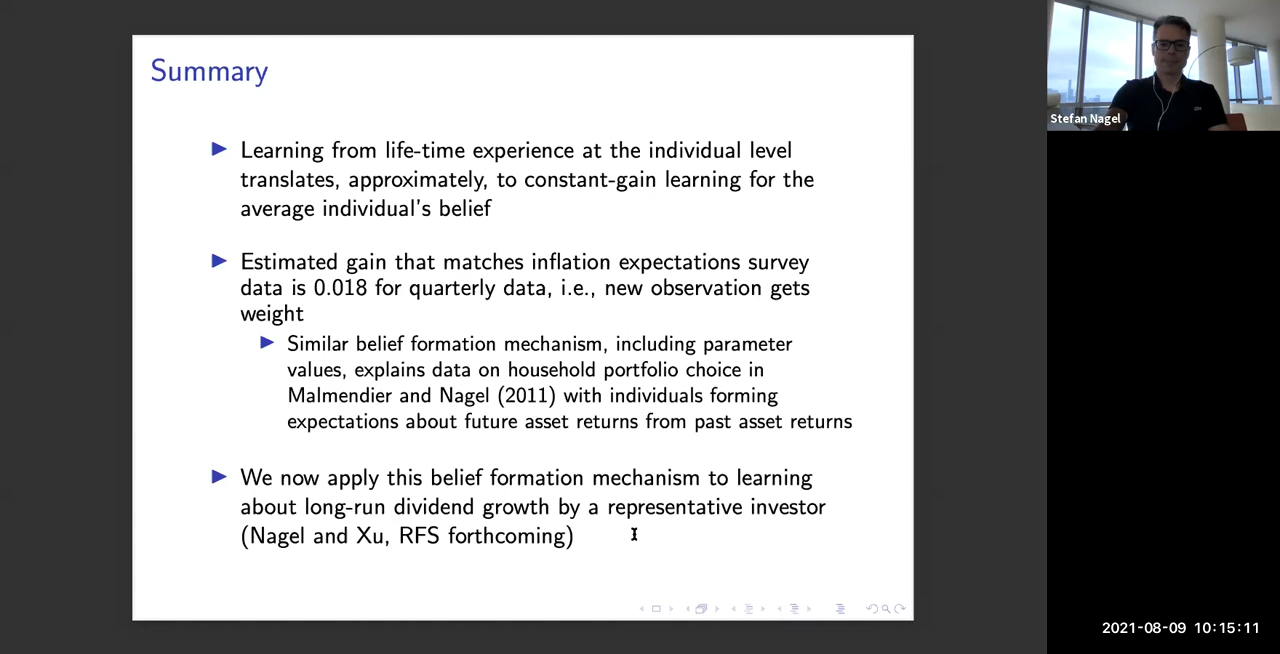 Summary
Learning from life-time experience at the individual level
translates, approximately, to constant-gain learning for the
average individual's belief
Estimated gain that matches inflation expectations survey
data is 0.018 for quarterly data, i.e., new observation gets
weight
Similar belief formation mechanism, including parameter
values, explains data on household portfolio choice in
Malmendier and Nagel (2011) with individuals forming
expectations about future asset returns from past asset returns
We now apply this belief formation mechanism to learning
about long-run dividend growth by a representative investor
(Nagel and Xu, RFS forthcoming)
Stefan Nagel
2021-08-09 10:15:11